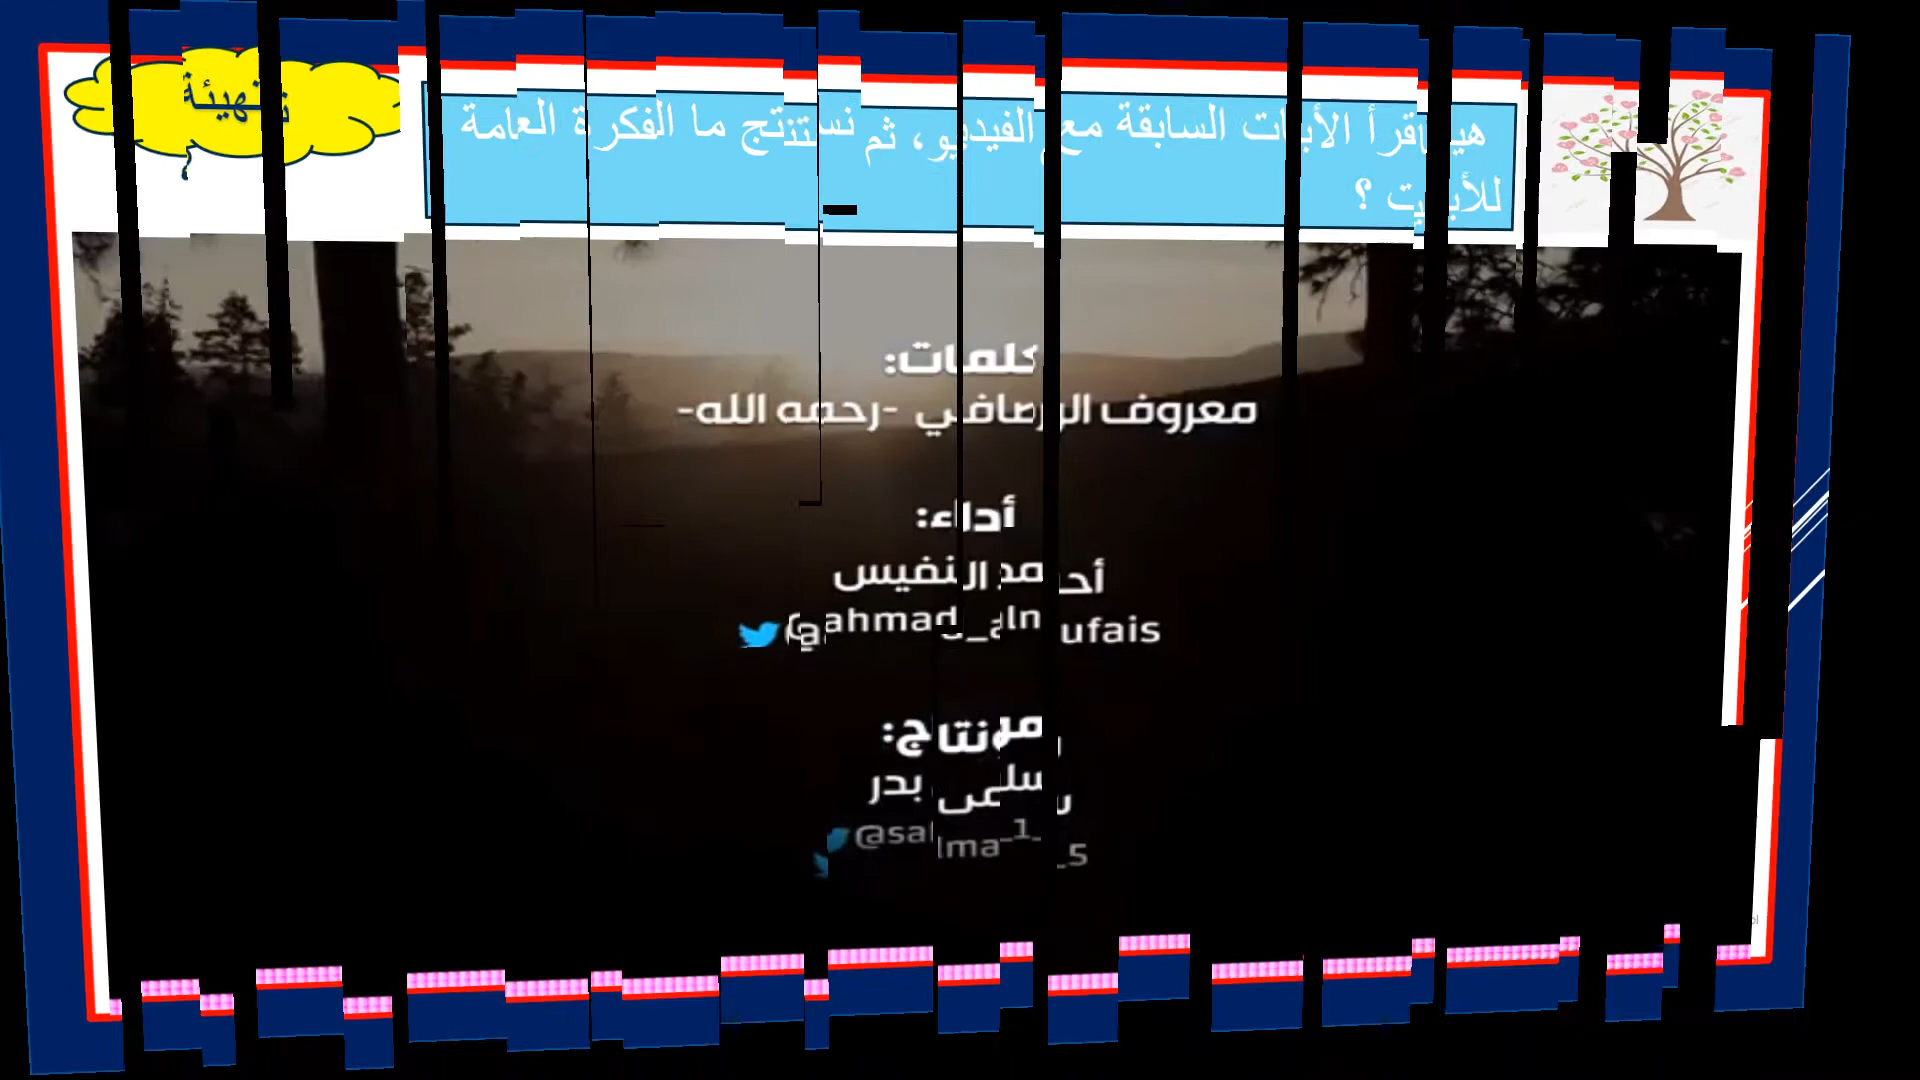 تهيئة
هيا نقرأ الأبيات السابقة مع الفيديو، ثم نستنتج ما الفكرة العامة
للأبيات ؟
كلمات:
معروف الرصافي -رحمه الله-
أداء:
أحمد النفيس
@ahmad_alnufais
مونتاج:
سلمى بدر